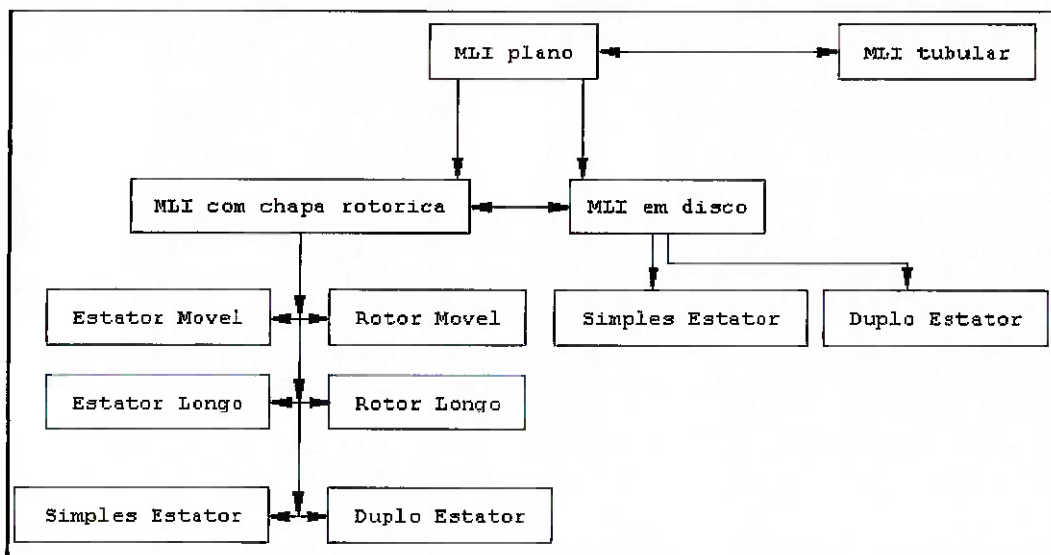 MLI plano
MLI tubular
MLI com chapa rotorica
MLI em disco
Estator Movel
Rotor Movel
Simples Estator
Duplo Estator
Estator Longo
Rotor Longo
Simples Estator
Duplo Estator